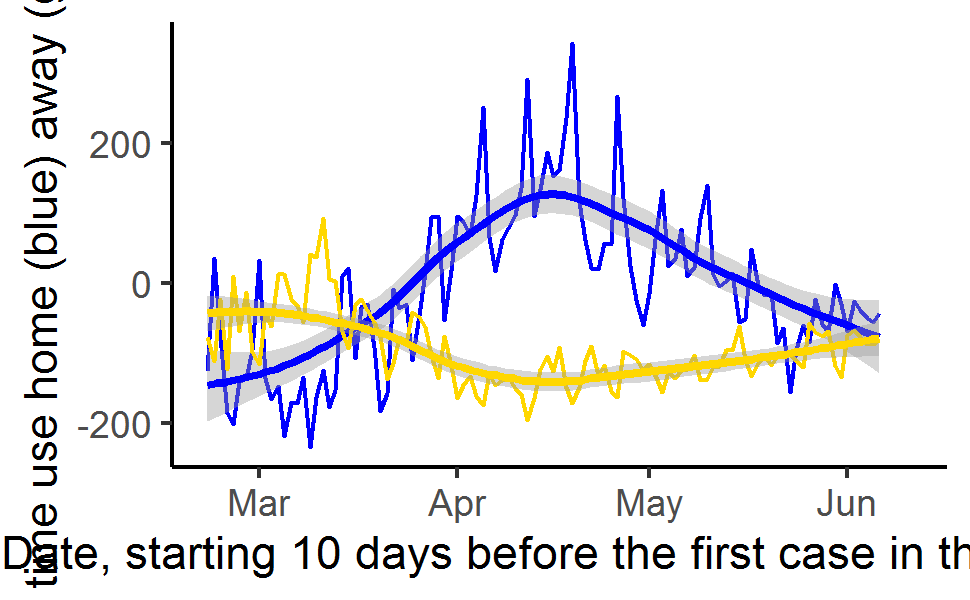 time use home (blue) away (
200
0
-200
Mar Apr May Jun
Date, starting 10 days before the first case in th